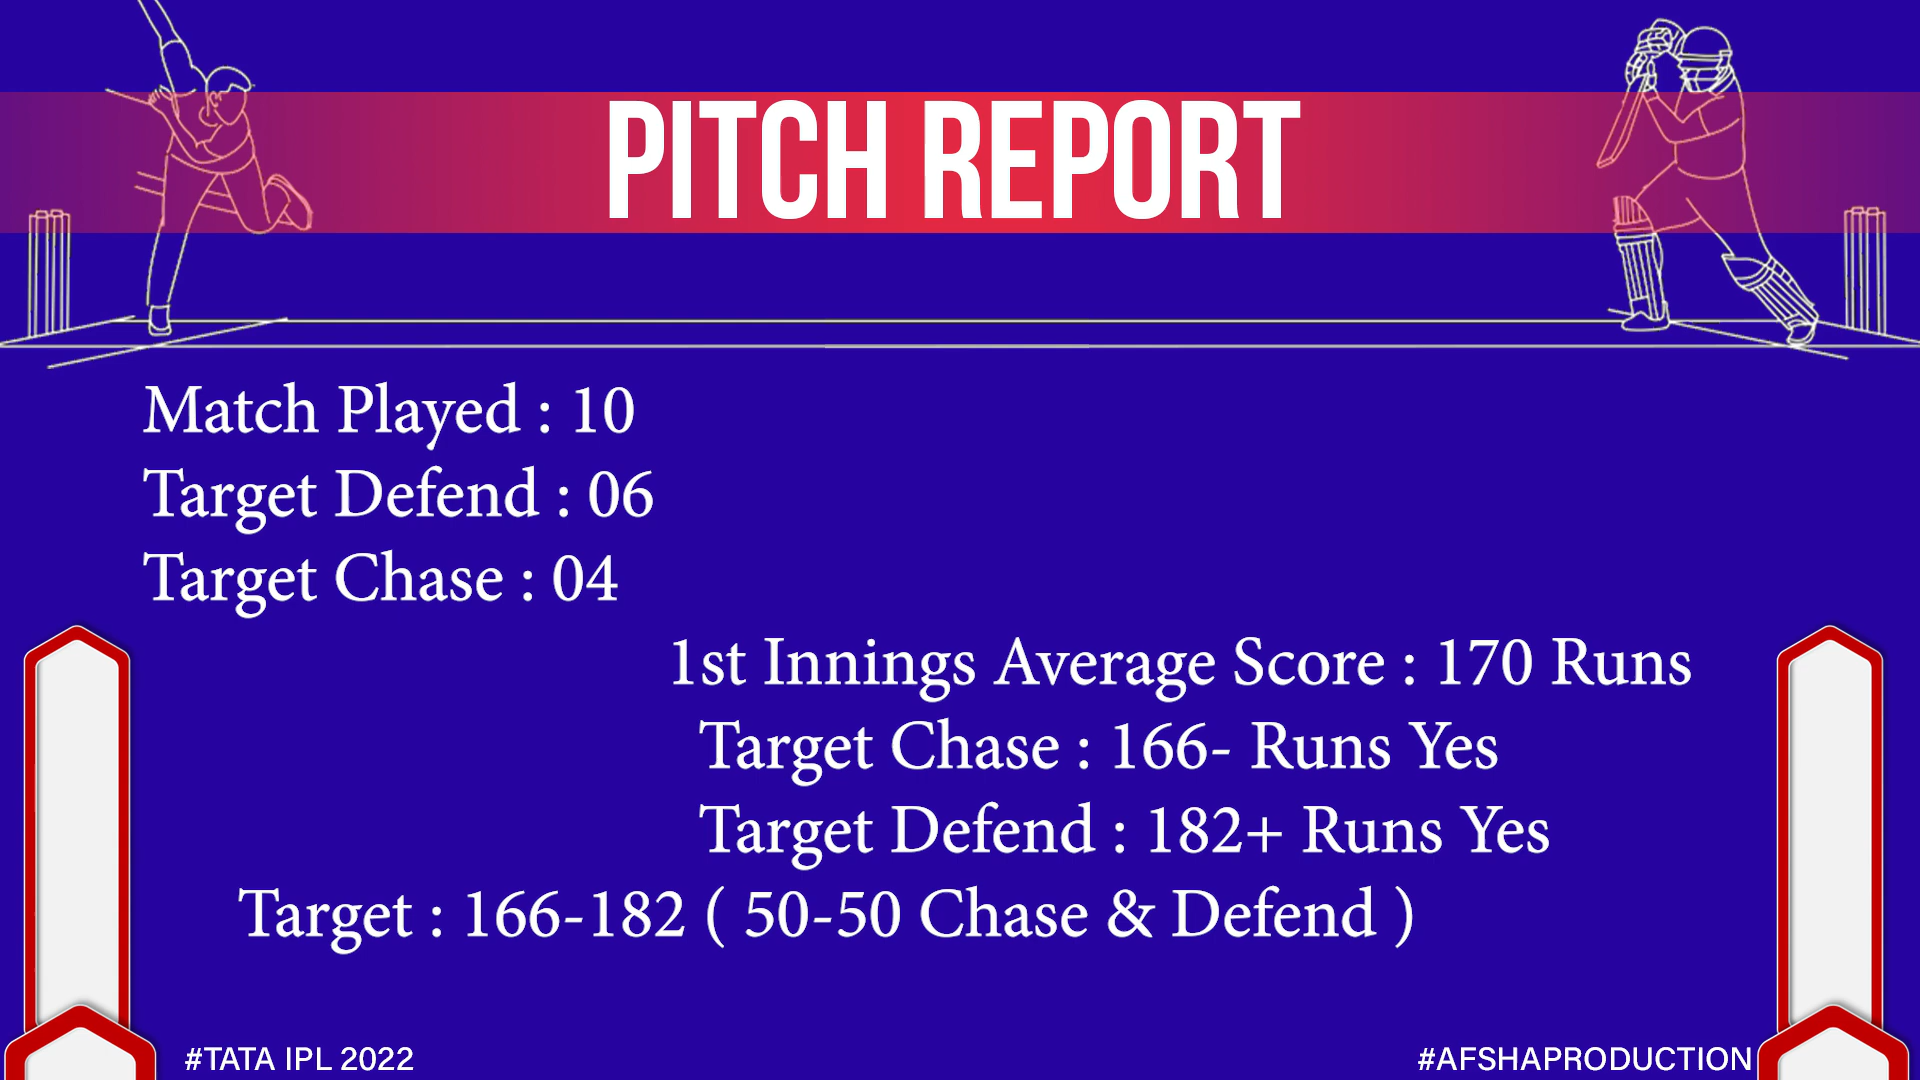 PITCH REPORT
Match Played : 10
Target Defend : 06
Target Chase : 04
1st Innings Average Score : 170 Runs
Target Chase : 166- Runs Yes
Target Defend : 182+ Runs Yes
Target : 166-182 ( 50-50 Chase & Defend )
#TATA IPL 2022
#AFSHAPRODUCTION